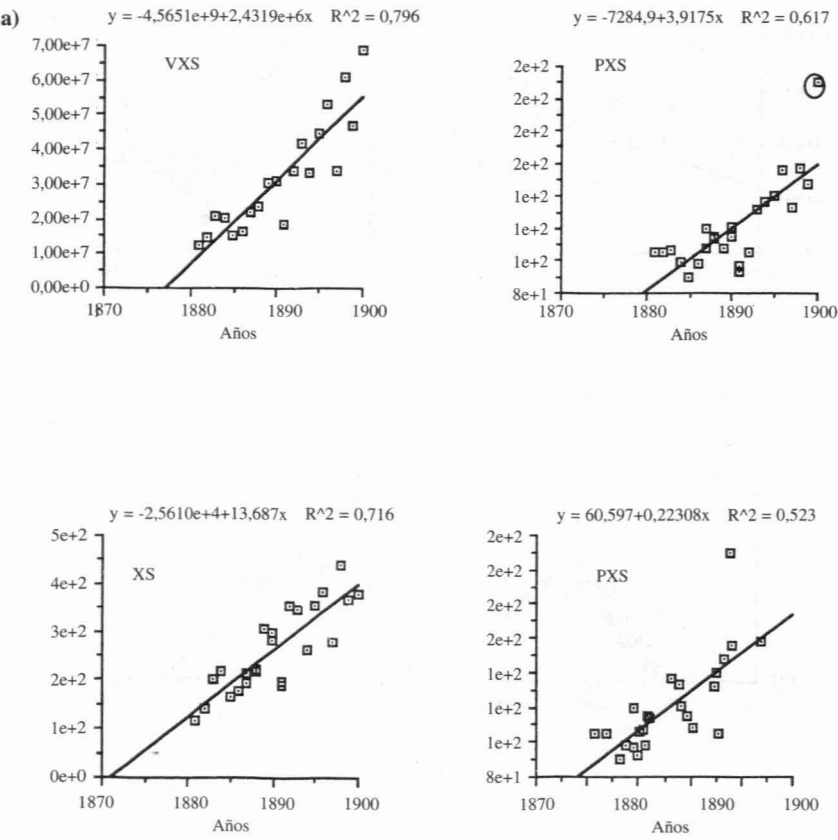 a)
y = -4,5651e+9+2,4319e+6x R^2 = 0,796
VXS
7,00e+7
6,00e+7
5,00e+7
4,00e+7
3,00e+7
2,00e+7
1,00e+7
0,00e+0
1870 1880 1890 1900
Años
y = -7284,9+3,9175x R^2 = 0,617
PXS
2e+2
2e+2
2e+2
2e+2
1e+2
1e+2
1e+2
8e+1
1870 1880 1890 1900
Años
y = -2,5610e+4+13,687x R^2 = 0,716
XS
5e+2
4e+2
3e+2
2e+2
1e+2
0e+0
1870 1880 1890 1900
Años
y = 60,597+0,22308x R^2 = 0,523
PXS
2e+2
2e+2
2e+2
2e+2
1e+2
1e+2
1e+2
8e+1
1870 1880 1890 1900
Años